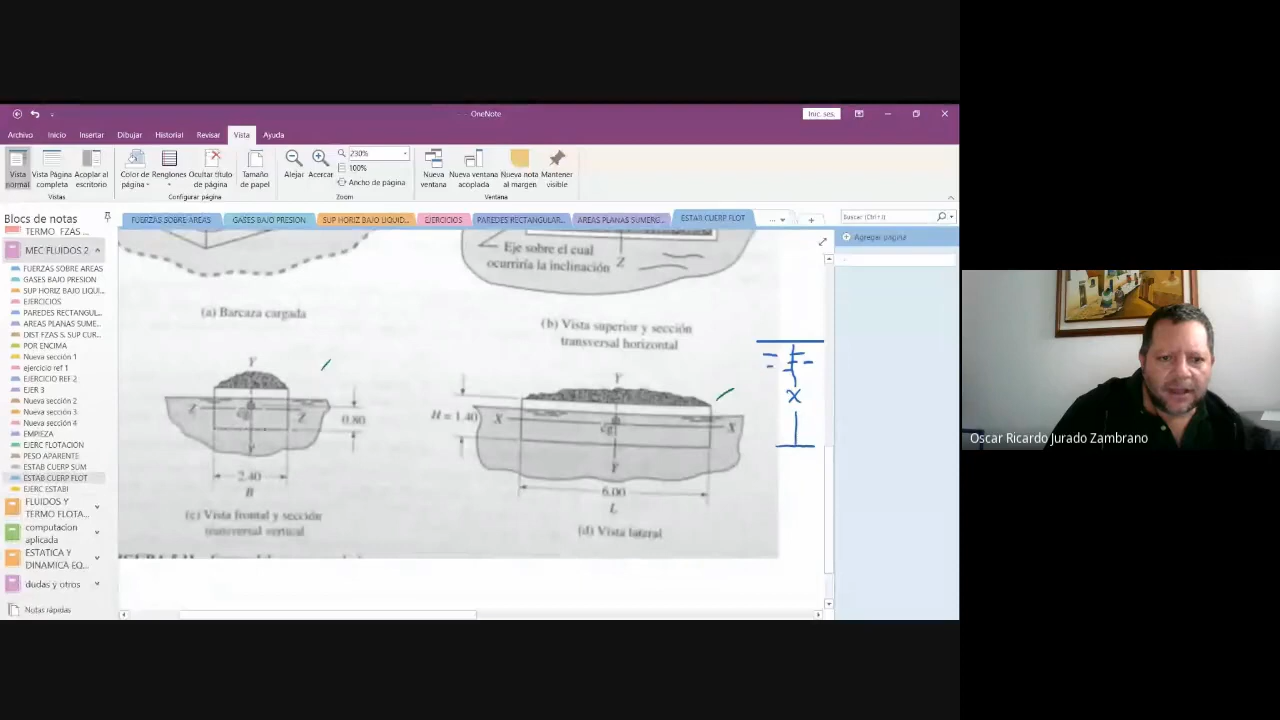 OneNote
Inic. ses.
Archivo Inicio Insertar Dibujar Historial Revisar Vista Ayuda
Vista normal
Vista Página completa
Acoplar al escritorio
Vistas
Color de página
Renglones
Ocultar título de página
Tamaño de papel
Configurar página
Alejar
Acercar
230%
100%
Ancho de página
Zoom
Nueva ventana
Nueva ventana acoplada
Nueva nota al margen
Mantener visible
Ventana
Blocs de notas
FUERZAS SOBRE AREAS
GASES BAJO PRESION
SUP HORIZ BAJO LIQUID...
EJERCICIOS
PAREDES RECTANGULAR...
AREAS PLANAS SUMERG...
ESTAB CUERP FLOT
...
Buscar (Ctrl+E)
Agregar página
TERMO FZAS ...
MEC FLUIDOS 2
FUERZAS SOBRE AREAS
GASES BAJO PRESION
SUP HORIZ BAJO LIQUI...
EJERCICIOS
PAREDES RECTANGUL...
AREAS PLANAS SUME...
DIST FZAS S. SUP CUR...
POR ENCIMA
Nueva sección 1
ejercicio ref 1
EJERCICIO REF 2
EJER 3
Nueva sección 2
Nueva sección 3
Nueva sección 4
EMPIEZA
EJERC FLOTACION
PESO APARENTE
ESTAB CUERP SUM
ESTAB CUERP FLOT
EJERC ESTABI
FLUIDOS Y
TERMO FLOTA...
computacion
aplicada
ESTATICA Y
DINAMICA EQ...
dudas y otros
Notas rápidas
Eje sobre el cual
ocurriría la inclinación
Z
(a) Barcaza cargada
(b) Vista superior y sección
transversal horizontal
Y
Z
cg
Z
Y
0.80
2.40
B
(c) Vista frontal y sección
transversal vertical
H = 1.40
Y
X
cg
X
Y
6.00
L
(d) Vista lateral
x
Oscar Ricardo Jurado Zambrano